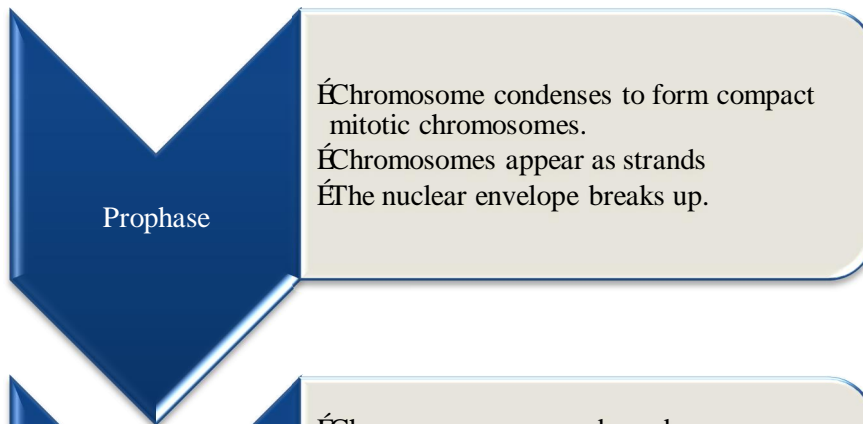 Prophase
ÉChromosome condenses to form compact
mitotic chromosomes.
ÉChromosomes appear as strands
ÉThe nuclear envelope breaks up.